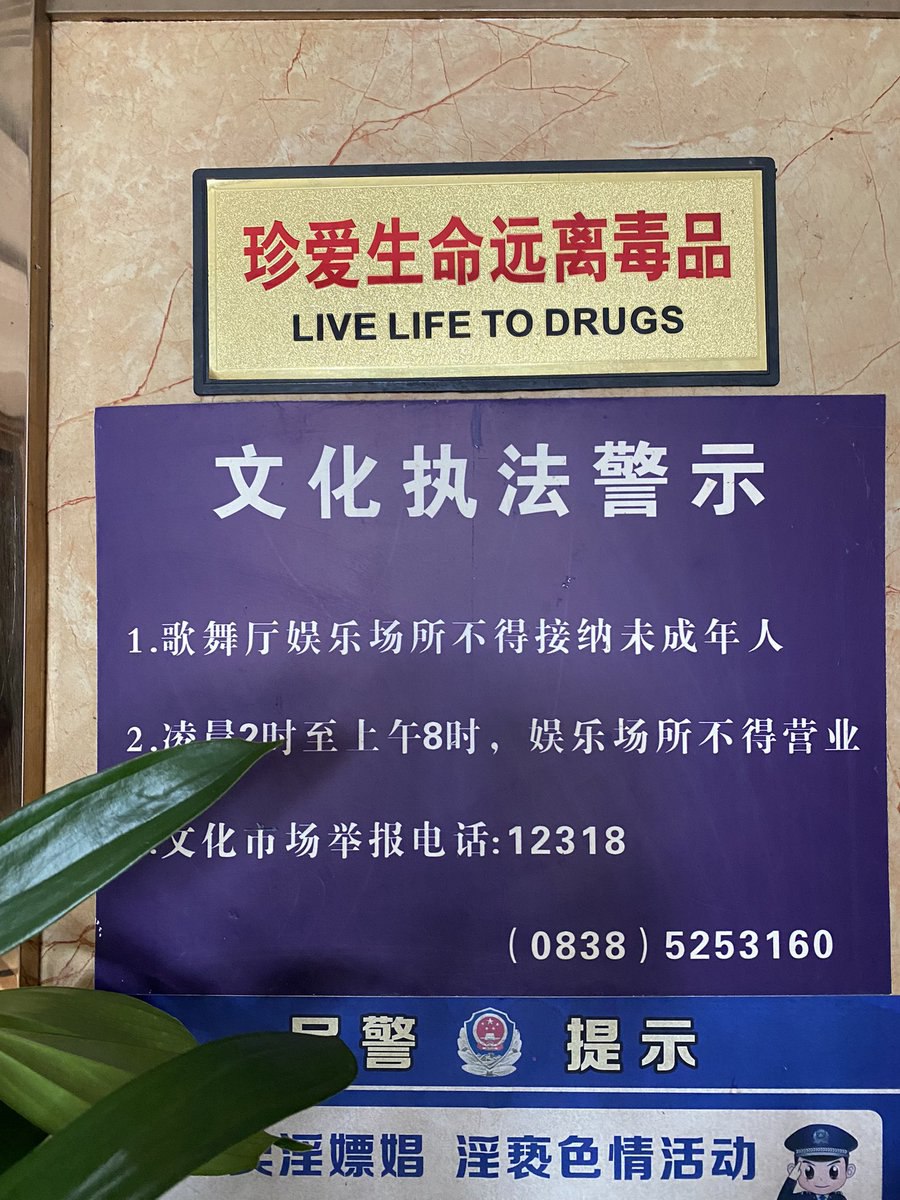 珍爱生命远离毒品
LIVE LIFE TO DRUGS
文化执法警示
1.歌舞厅娱乐场所不得接纳未成年人
2.凌晨2时至上午8时，娱乐场所不得营业
文化市场举报电话:12318
（0838）5253160
警 提示
淫嫖娼 淫亵色情活动